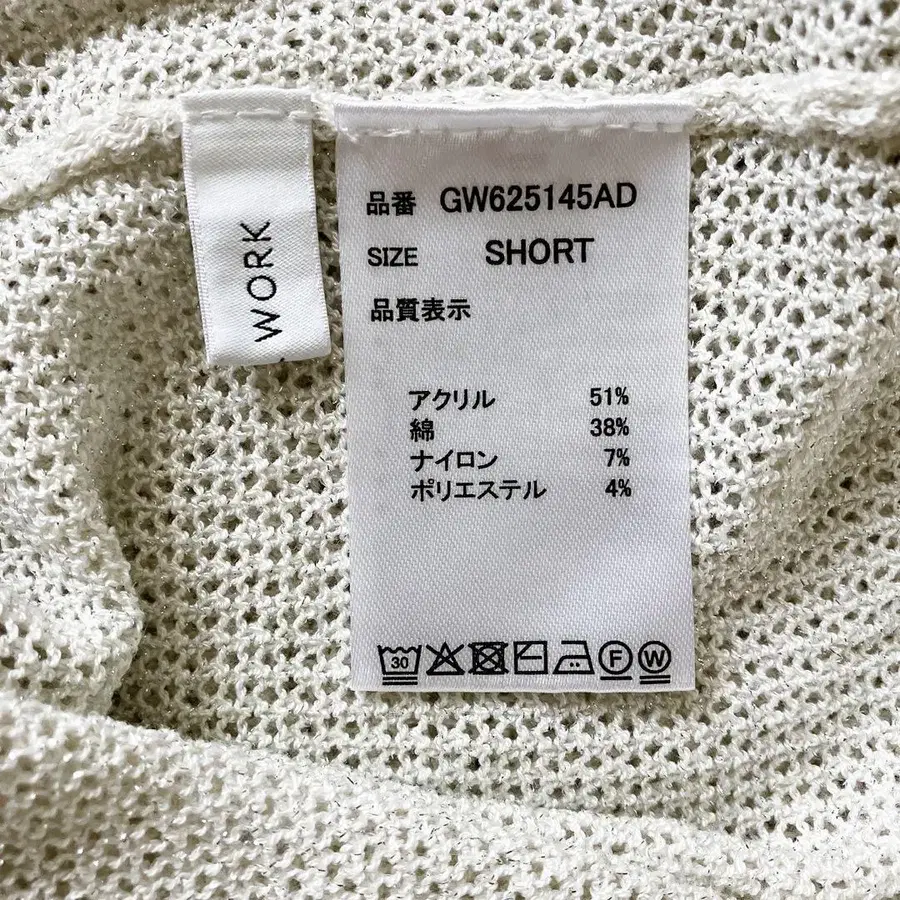 WORK
品番 GW625145AD
SIZE SHORT
品質表示
アクリル 51%
綿 38%
ナイロン 7%
ポリエステル 4%
30 F W